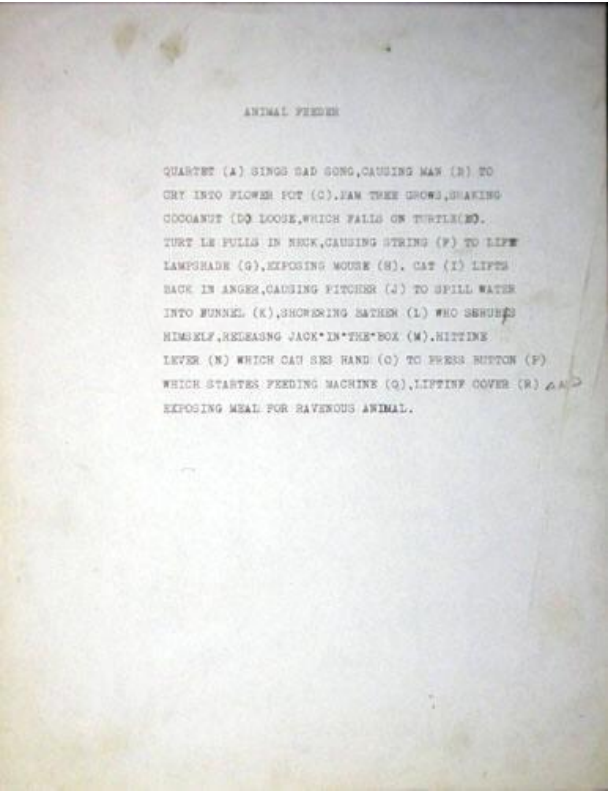 ANIMAL FEEDER
QUARTET (A) SINGS SAD SONG,CAUSING MAN (B) TO
CRY INTO FLOWER POT (C).PAM TREE GROWS,SHAKING
COCOANUT (D) LOOSE,WHICH FALLS ON TURTLE(E).
TURT LE PULLS IN NECK,CAUSING STRING (F) TO LIFT
LAMPSHADE (G),EXPOSING MOUSE (H). CAT (I) LIFTS
BACK IN ANGER,CAUSING PITCHER (J) TO SPILL WATER
INTO FUNNEL (K),SHOWERING BATHER (L) WHO
HIMSELF,RELEASNG JACK*IN*THE*BOX (M).HITTINE
LEVER (N) WHICH CAU SES HAND (O) TO PRESS BUTTON (P)
WHICH STARTES FEEDING MACHINE (Q),LIFTINF COVER (R) AND
EXPOSING MEAL FOR RAVENOUS ANIMAL.